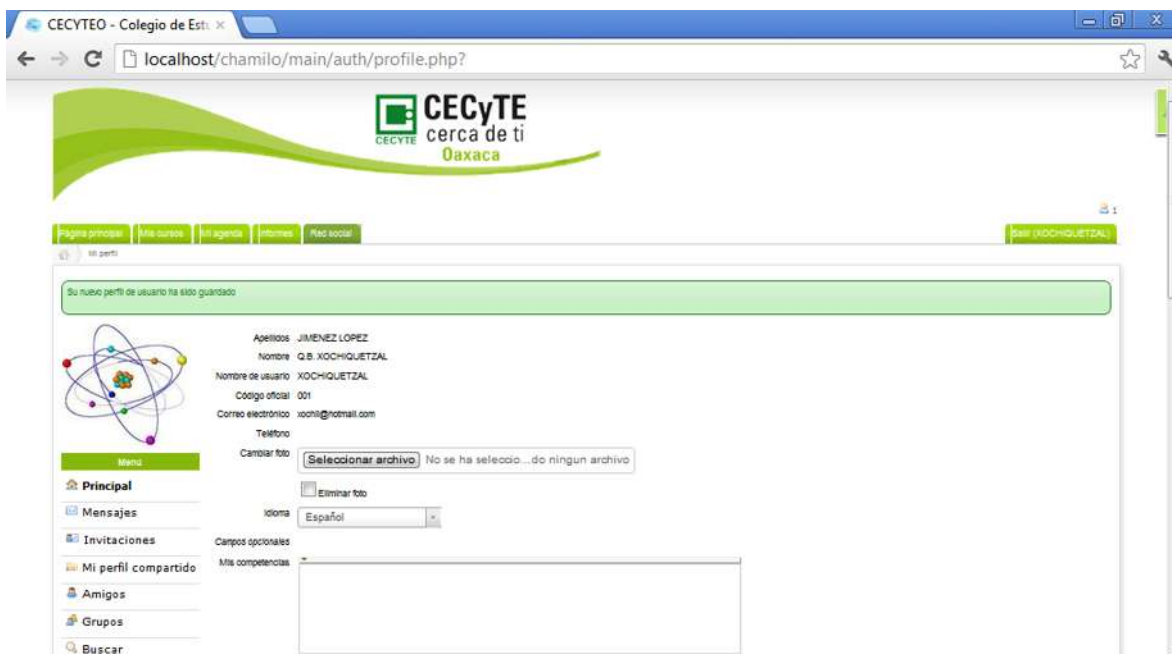 CECYTEO - Colegio de Estu
localhost/chamilo/main/auth/profile.php?
CECyTE
CECYTE cerca de ti
Oaxaca
1
Página principal Mis cursos Mi agenda Informes Red social Salir (XOCHIQUETZAL)
Mi perfil
Su nuevo perfil de usuario ha sido guardado
Apellidos JIMENEZ LOPEZ
Nombre Q.B. XOCHIQUETZAL
Nombre de usuario XOCHIQUETZAL
Código oficial 001
Correo electrónico xochil@hotmail.com
Teléfono
Cambiar foto Seleccionar archivo No se ha seleccio...do ningun archivo
Eliminar foto
Idioma Español
Campos opcionales
Mis competencias
Menú
Principal
Mensajes
Invitaciones
Mi perfil compartido
Amigos
Grupos
Buscar